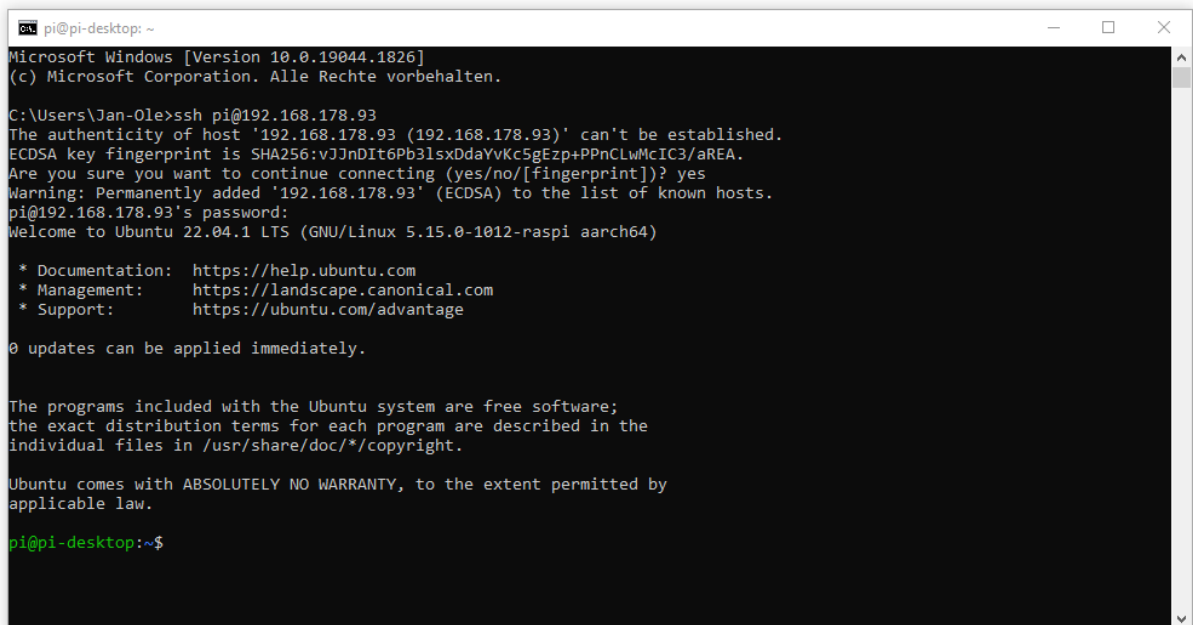 pi@pi-desktop: ~
Microsoft Windows [Version 10.0.19044.1826]
(c) Microsoft Corporation. Alle Rechte vorbehalten.
C:\Users\Jan-Ole>ssh pi@192.168.178.93
The authenticity of host '192.168.178.93 (192.168.178.93)' can't be established.
ECDSA key fingerprint is SHA256:vJJnDIt6Pb3lsxDdaYvKc5gEzp+PPnCLwMcIC3/aREA.
Are you sure you want to continue connecting (yes/no/[fingerprint])? yes
Warning: Permanently added '192.168.178.93' (ECDSA) to the list of known hosts.
pi@192.168.178.93's password:
Welcome to Ubuntu 22.04.1 LTS (GNU/Linux 5.15.0-1012-raspi aarch64)
* Documentation:  https://help.ubuntu.com
* Management:     https://landscape.canonical.com
* Support:        https://ubuntu.com/advantage
0 updates can be applied immediately.
The programs included with the Ubuntu system are free software;
the exact distribution terms for each program are described in the
individual files in /usr/share/doc/*/copyright.
Ubuntu comes with ABSOLUTELY NO WARRANTY, to the extent permitted by
applicable law.
pi@pi-desktop:~$